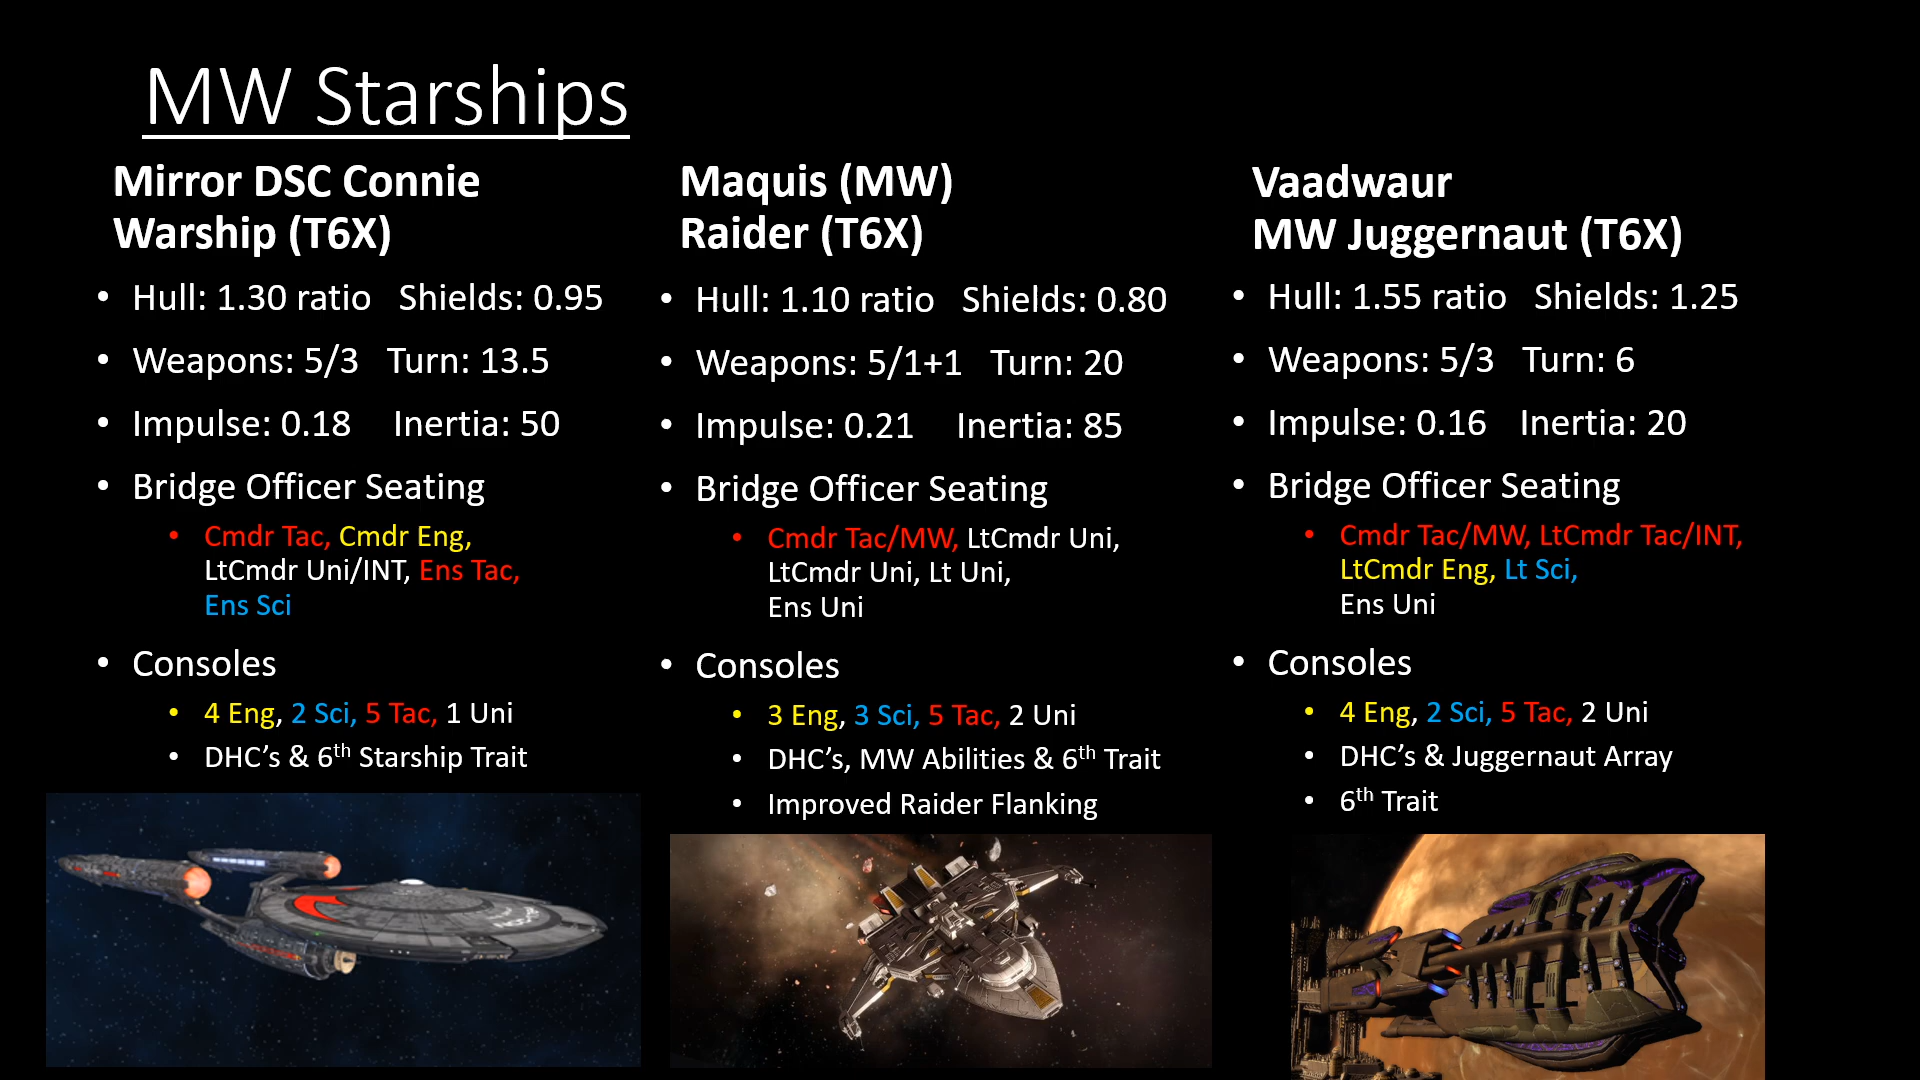 MW Starships
Mirror DSC Connie
Warship (T6X)
• Hull: 1.30 ratio   Shields: 0.95
• Weapons: 5/3   Turn: 13.5
• Impulse: 0.18    Inertia: 50
• Bridge Officer Seating
• Cmdr Tac, Cmdr Eng,
LtCmdr Uni/INT, Ens Tac,
Ens Sci
• Consoles
• 4 Eng, 2 Sci, 5 Tac, 1 Uni
• DHC’s & 6th Starship Trait
Maquis (MW)
Raider (T6X)
• Hull: 1.10 ratio   Shields: 0.80
• Weapons: 5/1+1   Turn: 20
• Impulse: 0.21    Inertia: 85
• Bridge Officer Seating
• Cmdr Tac/MW, LtCmdr Uni,
LtCmdr Uni, Lt Uni,
Ens Uni
• Consoles
• 3 Eng, 3 Sci, 5 Tac, 2 Uni
• DHC’s, MW Abilities & 6th Trait
• Improved Raider Flanking
Vaadwaur
MW Juggernaut (T6X)
• Hull: 1.55 ratio   Shields: 1.25
• Weapons: 5/3   Turn: 6
• Impulse: 0.16   Inertia: 20
• Bridge Officer Seating
• Cmdr Tac/MW, LtCmdr Tac/INT,
LtCmdr Eng, Lt Sci,
Ens Uni
• Consoles
• 4 Eng, 2 Sci, 5 Tac, 2 Uni
• DHC’s & Juggernaut Array
• 6th Trait